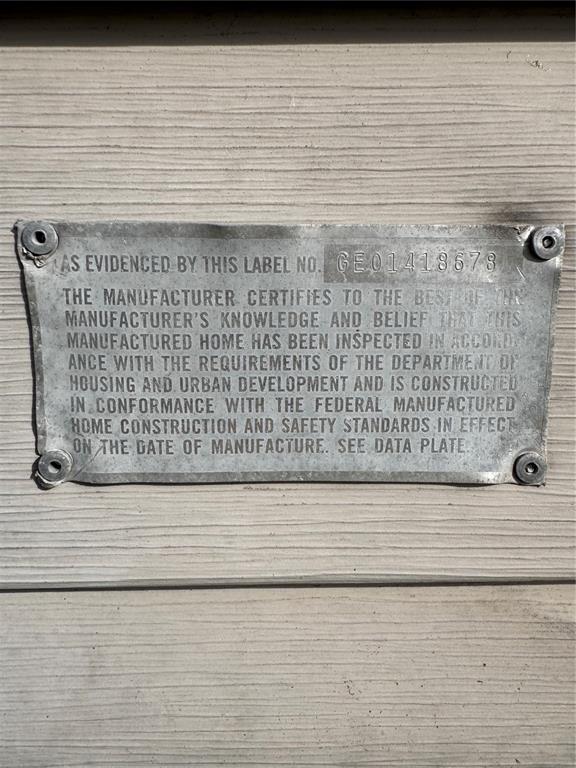 AS EVIDENCED BY THIS LABEL NO. GEO1418678
THE MANUFACTURER CERTIFIES TO THE BEST OF THE
MANUFACTURER'S KNOWLEDGE AND BELIEF THAT THIS
MANUFACTURED HOME HAS BEEN INSPECTED IN ACCORD-
ANCE WITH THE REQUIREMENTS OF THE DEPARTMENT OF
HOUSING AND URBAN DEVELOPMENT AND IS CONSTRUCTED
IN CONFORMANCE WITH THE FEDERAL MANUFACTURED
HOME CONSTRUCTION AND SAFETY STANDARDS IN EFFECT
ON THE DATE OF MANUFACTURE. SEE DATA PLATE.